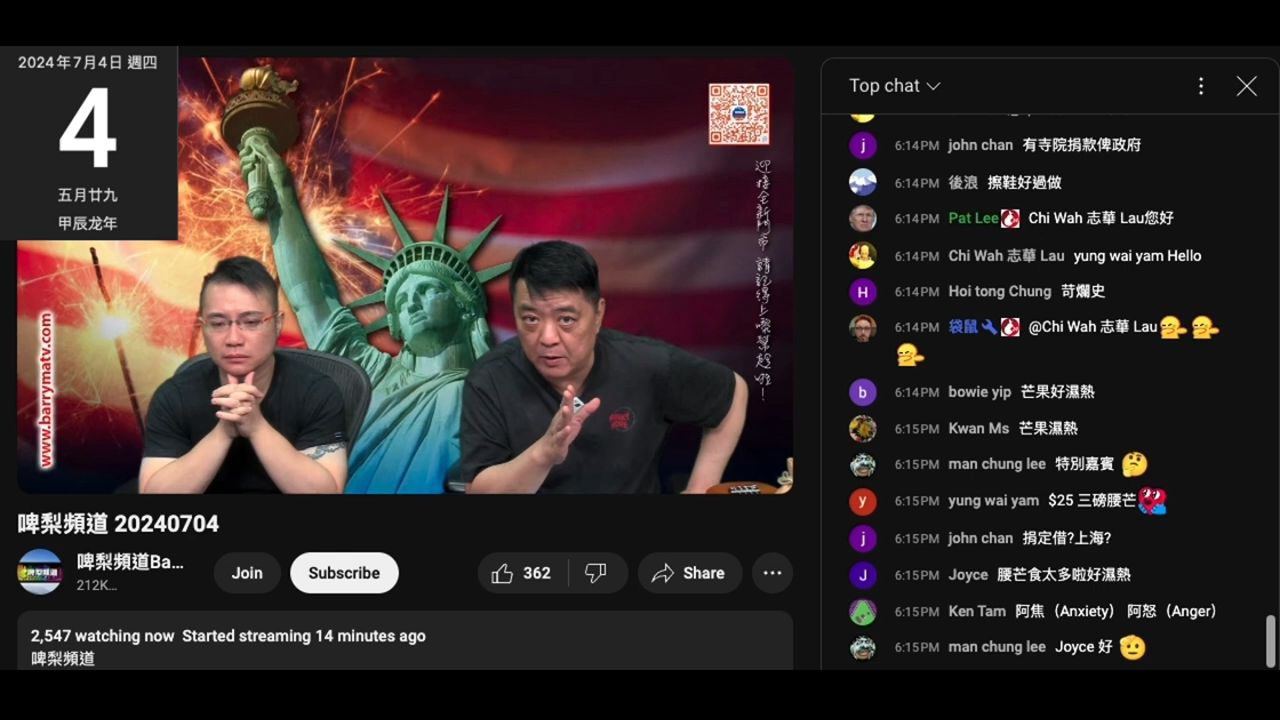 2024年7月4日 週四
4
五月廿九
甲辰龙年
www.barrymatv.com
啤梨頻道 20240704
啤梨頻道Ba...
212K...
Join
Subscribe
362
Share
2,547 watching now Started streaming 14 minutes ago
啤梨頻道
Top chat
6:14PM john chan 有寺院捐款俾政府
6:14PM 後浪 擦鞋好過做
6:14PM Pat Lee Chi Wah 志華 Lau您好
6:14PM Chi Wah 志華 Lau yung wai yam Hello
6:14PM Hoi tong Chung 苛爛史
6:14PM 袋鼠 @Chi Wah 志華 Lau
6:14PM bowie yip 芒果好濕熱
6:15PM Kwan Ms 芒果濕熱
6:15PM man chung lee 特別嘉賓
6:15PM yung wai yam $25 三磅腰芒
6:15PM john chan 捐定借?上海?
6:15PM Joyce 腰芒食太多啦好濕熱
6:15PM Ken Tam 阿焦（Anxiety） 阿怒（Anger）
6:15PM man chung lee Joyce 好